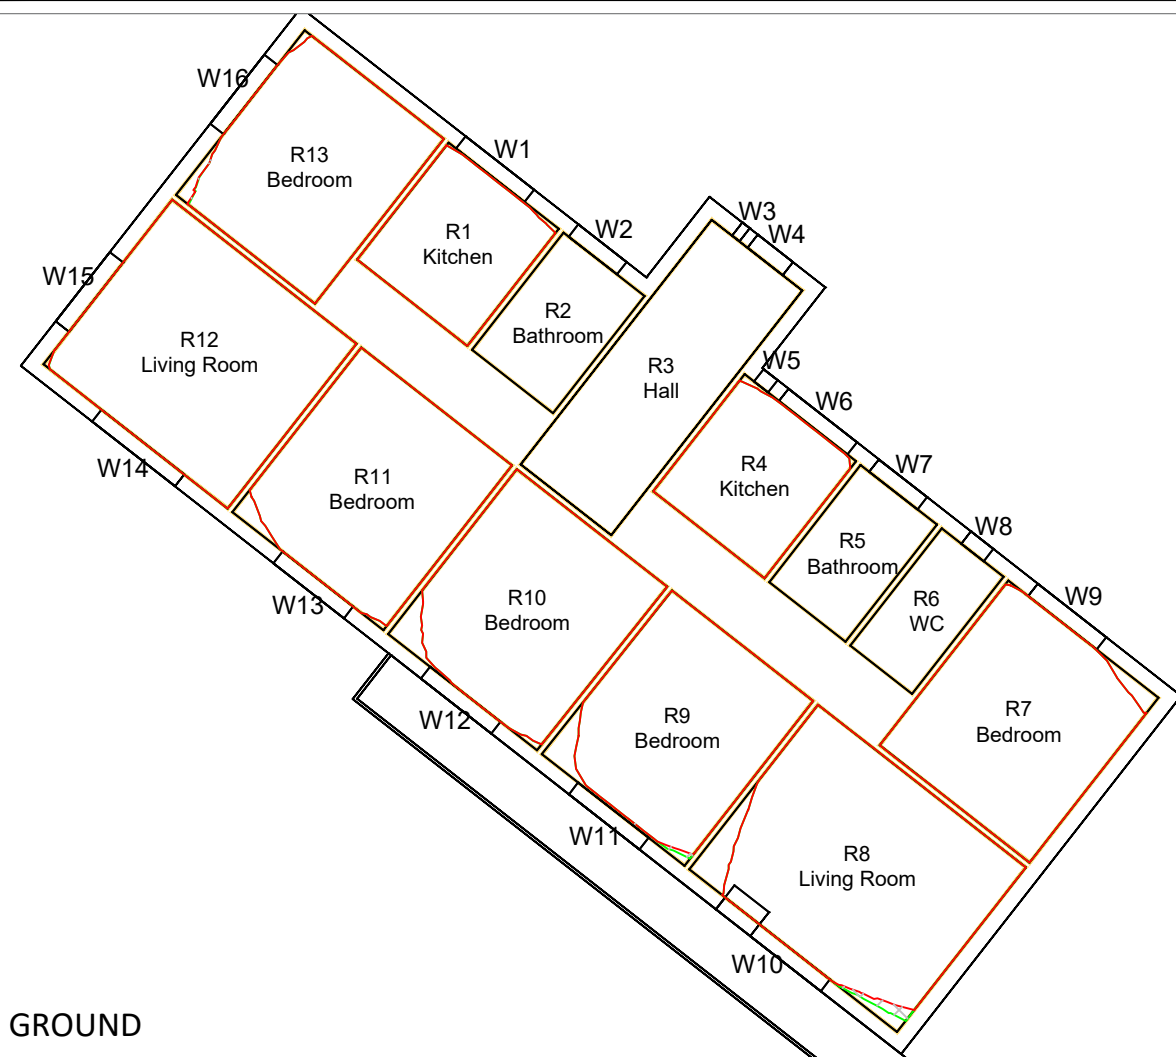 W16
W1
R13
Bedroom
W3
W2
W4
R1
Kitchen
W15
R2
Bathroom
R12
Living Room
W5
R3
Hall
W6
W14
R4
Kitchen
W7
R11
Bedroom
W8
R5
Bathroom
W13
R10
Bedroom
R6
WC
W9
W12
R9
Bedroom
R7
Bedroom
W11
R8
Living Room
W10
GROUND